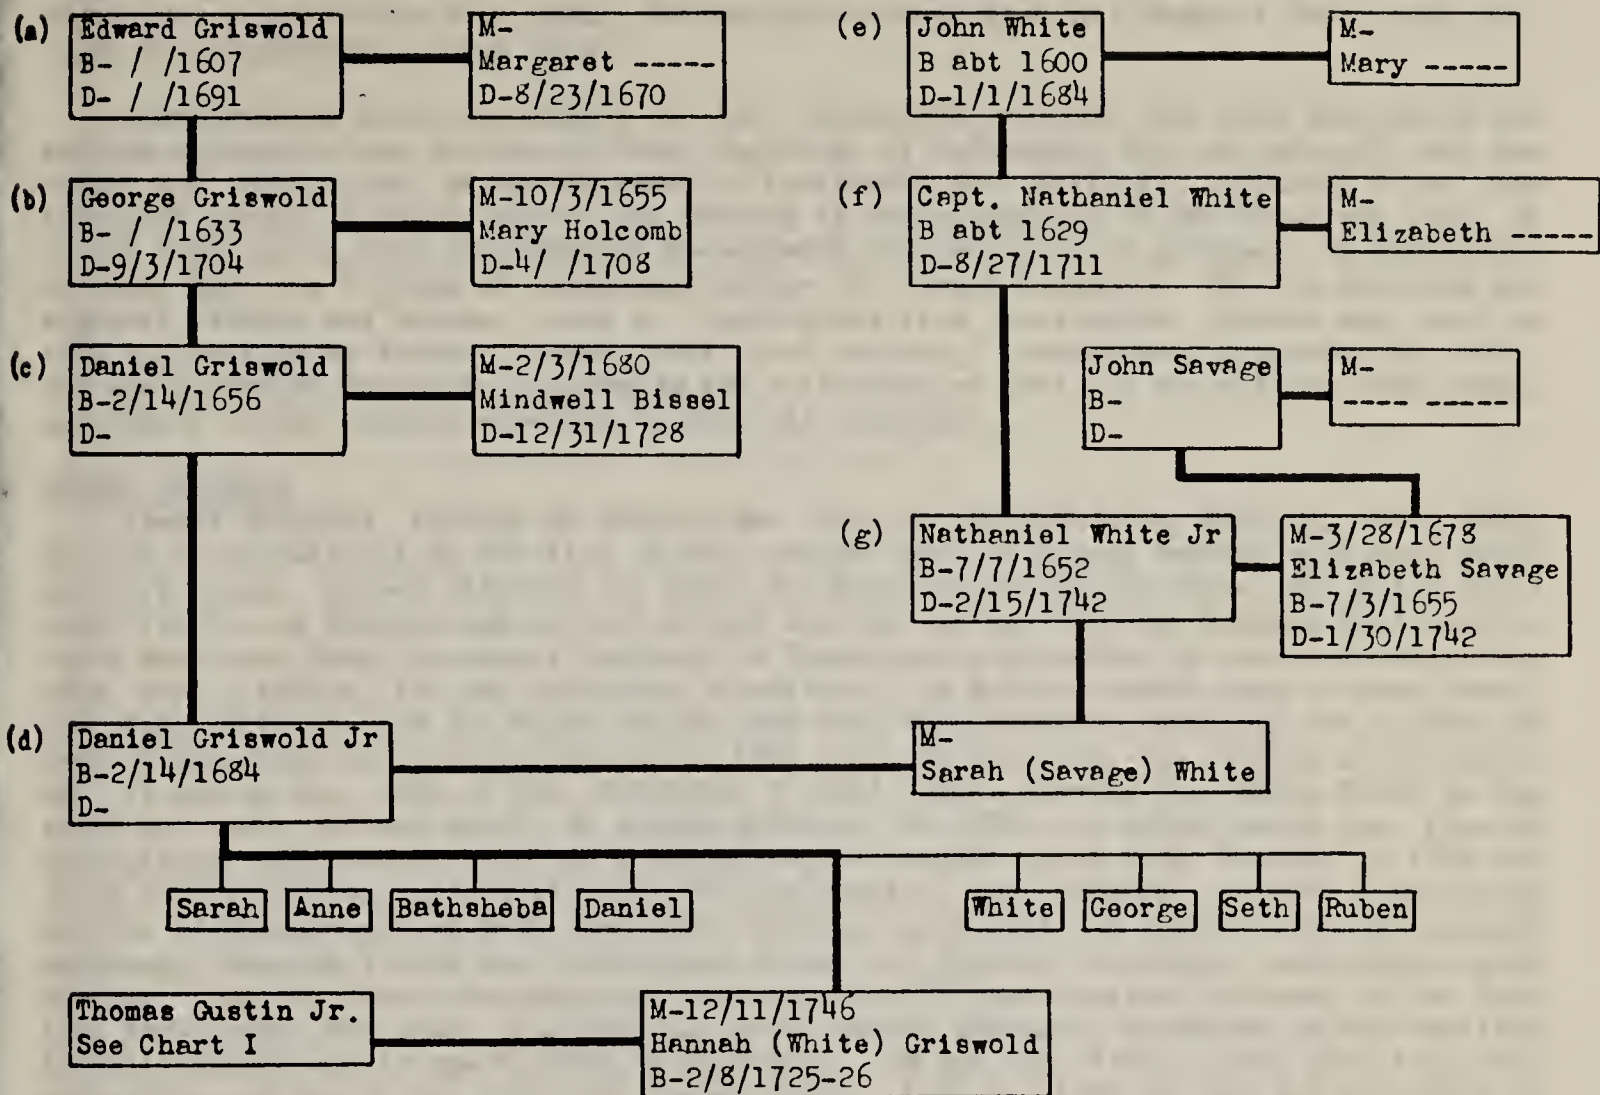 (a)
Edward Griswold
B- / /1607
D- / /1691
M-
Margaret -----
D-8/23/1670
(e)
John White
B abt 1600
D-1/1/1684
M-
Mary -----
(b)
George Griswold
B- / /1633
D-9/3/1704
M-10/3/1655
Mary Holcomb
D-4/ /1708
(f)
Capt. Nathaniel White
B abt 1629
D-8/27/1711
M-
Elizabeth -----
(c)
Daniel Griswold
B-2/14/1656
D-
M-2/3/1680
Mindwell Bissel
D-12/31/1728
John Savage
B-
D-
M-
---- -----
(g)
Nathaniel White Jr
B-7/7/1652
D-2/15/1742
M-3/28/1678
Elizabeth Savage
B-7/3/1655
D-1/30/1742
(d)
Daniel Griswold Jr
B-2/14/1684
D-
M-
Sarah (Savage) White
Sarah
Anne
Bathsheba
Daniel
White
George
Seth
Ruben
Thomas Gustin Jr.
See Chart I
M-12/11/1746
Hannah (White) Griswold
B-2/8/1725-26